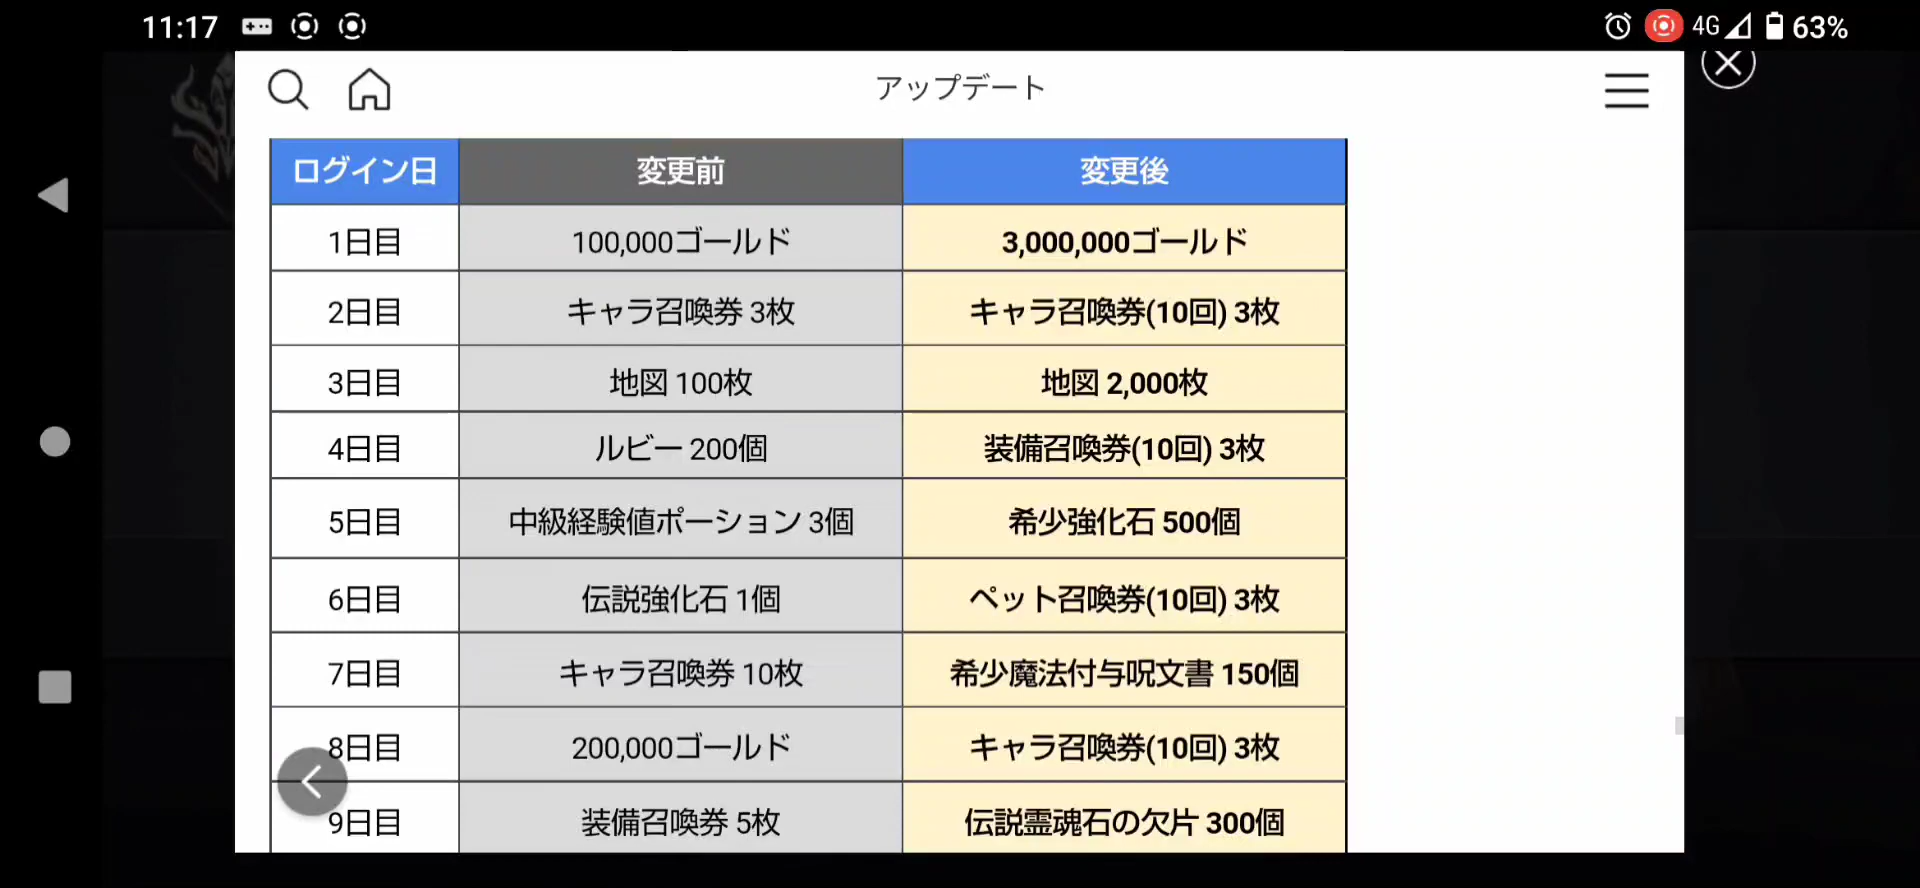 11:17
4G 63%
アップデート
ログイン日 変更前 変更後
1日目 100,000ゴールド 3,000,000ゴールド
2日目 キャラ召喚券 3枚 キャラ召喚券(10回) 3枚
3日目 地図 100枚 地図 2,000枚
4日目 ルビー 200個 装備召喚券(10回) 3枚
5日目 中級経験値ポーション 3個 希少強化石 500個
6日目 伝説強化石 1個 ペット召喚券(10回) 3枚
7日目 キャラ召喚券 10枚 希少魔法付与呪文書 150個
8日目 200,000ゴールド キャラ召喚券(10回) 3枚
9日目 装備召喚券 5枚 伝説霊魂石の欠片 300個